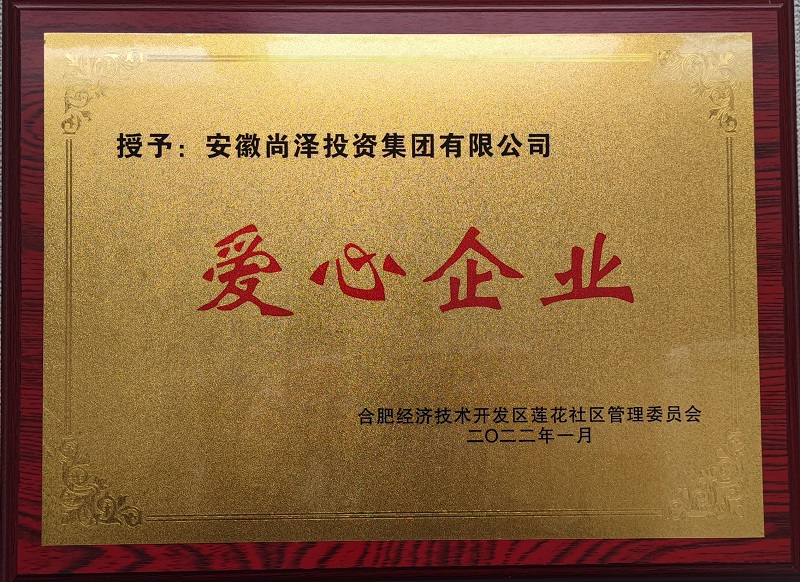 授予：安徽尚泽投资集团有限公司
爱心企业
合肥经济技术开发区莲花社区管理委员会
二〇二二年一月